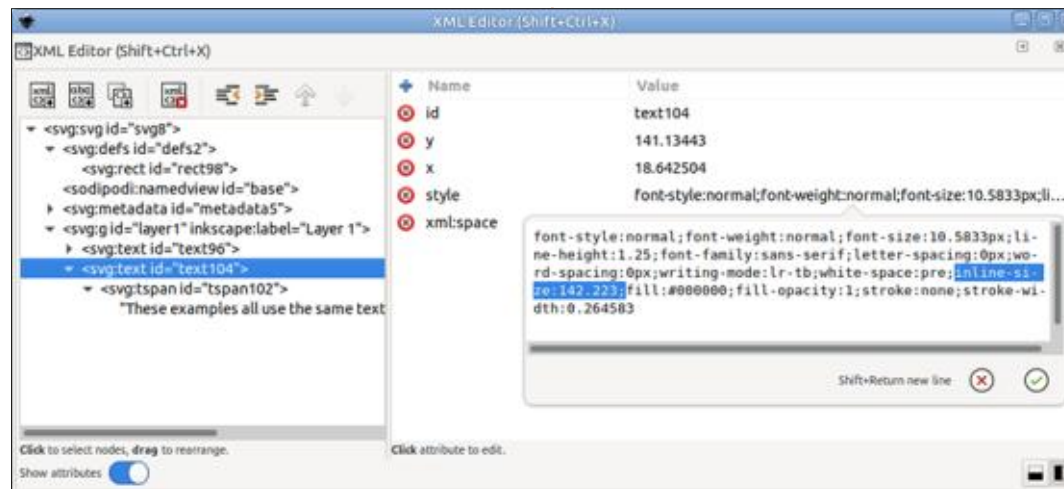 XML Editor (Shift+Ctrl+X)
XML Editor (Shift+Ctrl+X)
Name Value
id text104
y 141.13443
x 18.642504
style font-style:normal;font-weight:normal;font-size:10.5833px;li...
xml:space
<svg:svg id="svg8">
<svg:defs id="defs2">
<svg:rect id="rect98">
<sodipodi:namedview id="base">
<svg:metadata id="metadata5">
<svg:g id="layer1" inkscape:label="Layer 1">
<svg:text id="text96">
<svg:text id="text104">
<svg:tspan id="tspan102">
"These examples all use the same text
font-style:normal;font-weight:normal;font-size:10.5833px;li-
ne-height:1.25;font-family:sans-serif;letter-spacing:0px;wo-
rd-spacing:0px;writing-mode:lr-tb;white-space:pre;inline-si-
ze:142.223;fill:#000000;fill-opacity:1;stroke:none;stroke-wi-
dth:0.264583
Shift+Return new line
Click to select nodes, drag to rearrange.
Click attribute to edit.
Show attributes